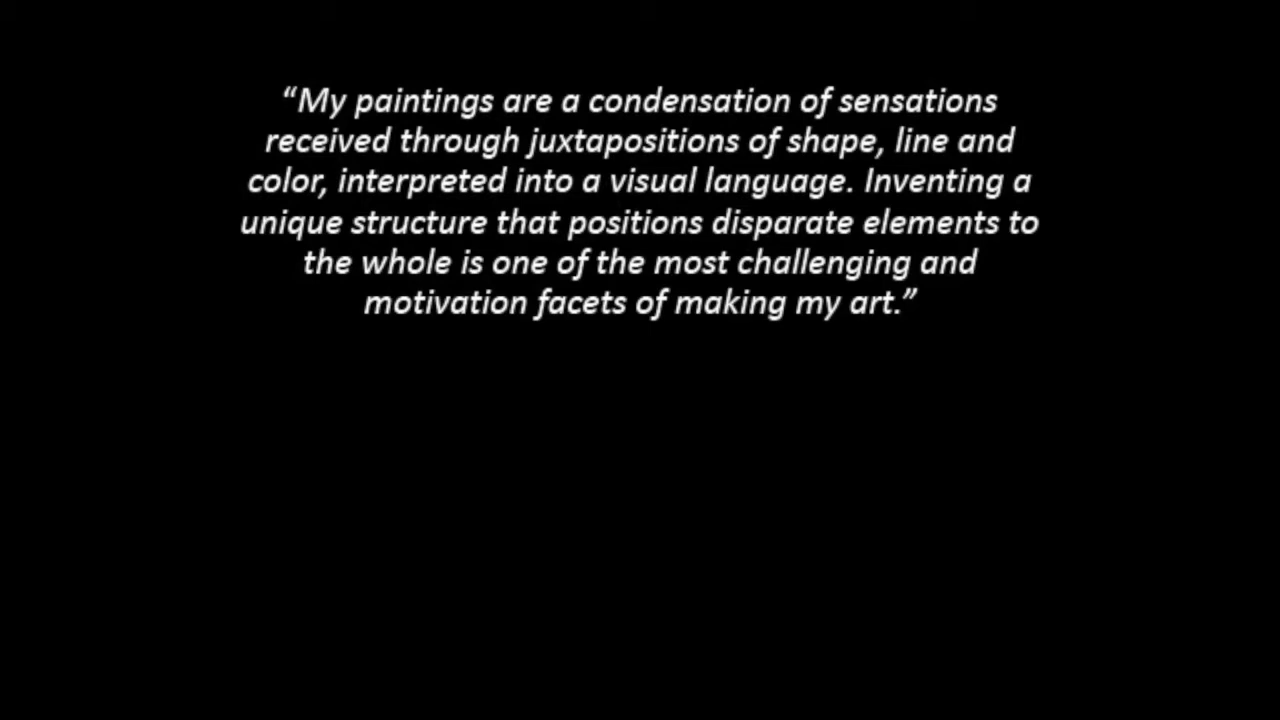 “My paintings are a condensation of sensations
received through juxtapositions of shape, line and
color, interpreted into a visual language. Inventing a
unique structure that positions disparate elements to
the whole is one of the most challenging and
motivation facets of making my art.”